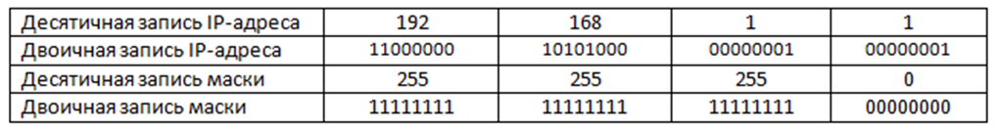 Десятичная запись IP-адреса 192 168 1 1
Двоичная запись IP-адреса 11000000 10101000 00000001 00000001
Десятичная запись маски 255 255 255 0
Двоичная запись маски 11111111 11111111 11111111 00000000